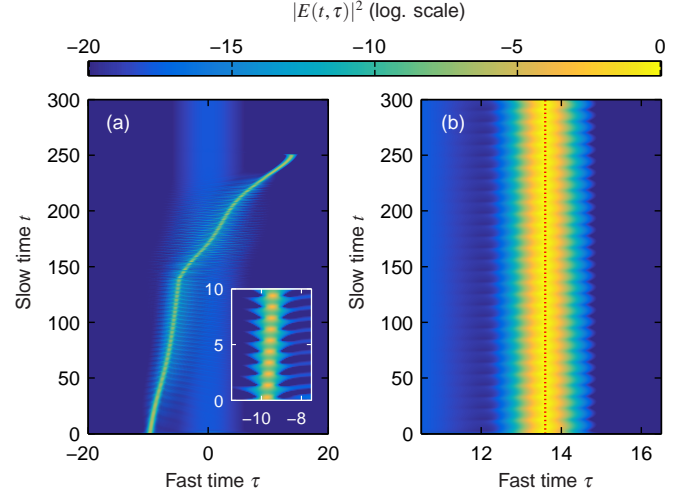 |E(t, τ)|² (log. scale)
−20 −15 −10 −5 0
(a)
(b)
Slow time t
300
250
200
150
100
50
0
10
5
0
−10 −8
−20 0 20
Fast time τ
Slow time t
300
250
200
150
100
50
0
12 14 16
Fast time τ